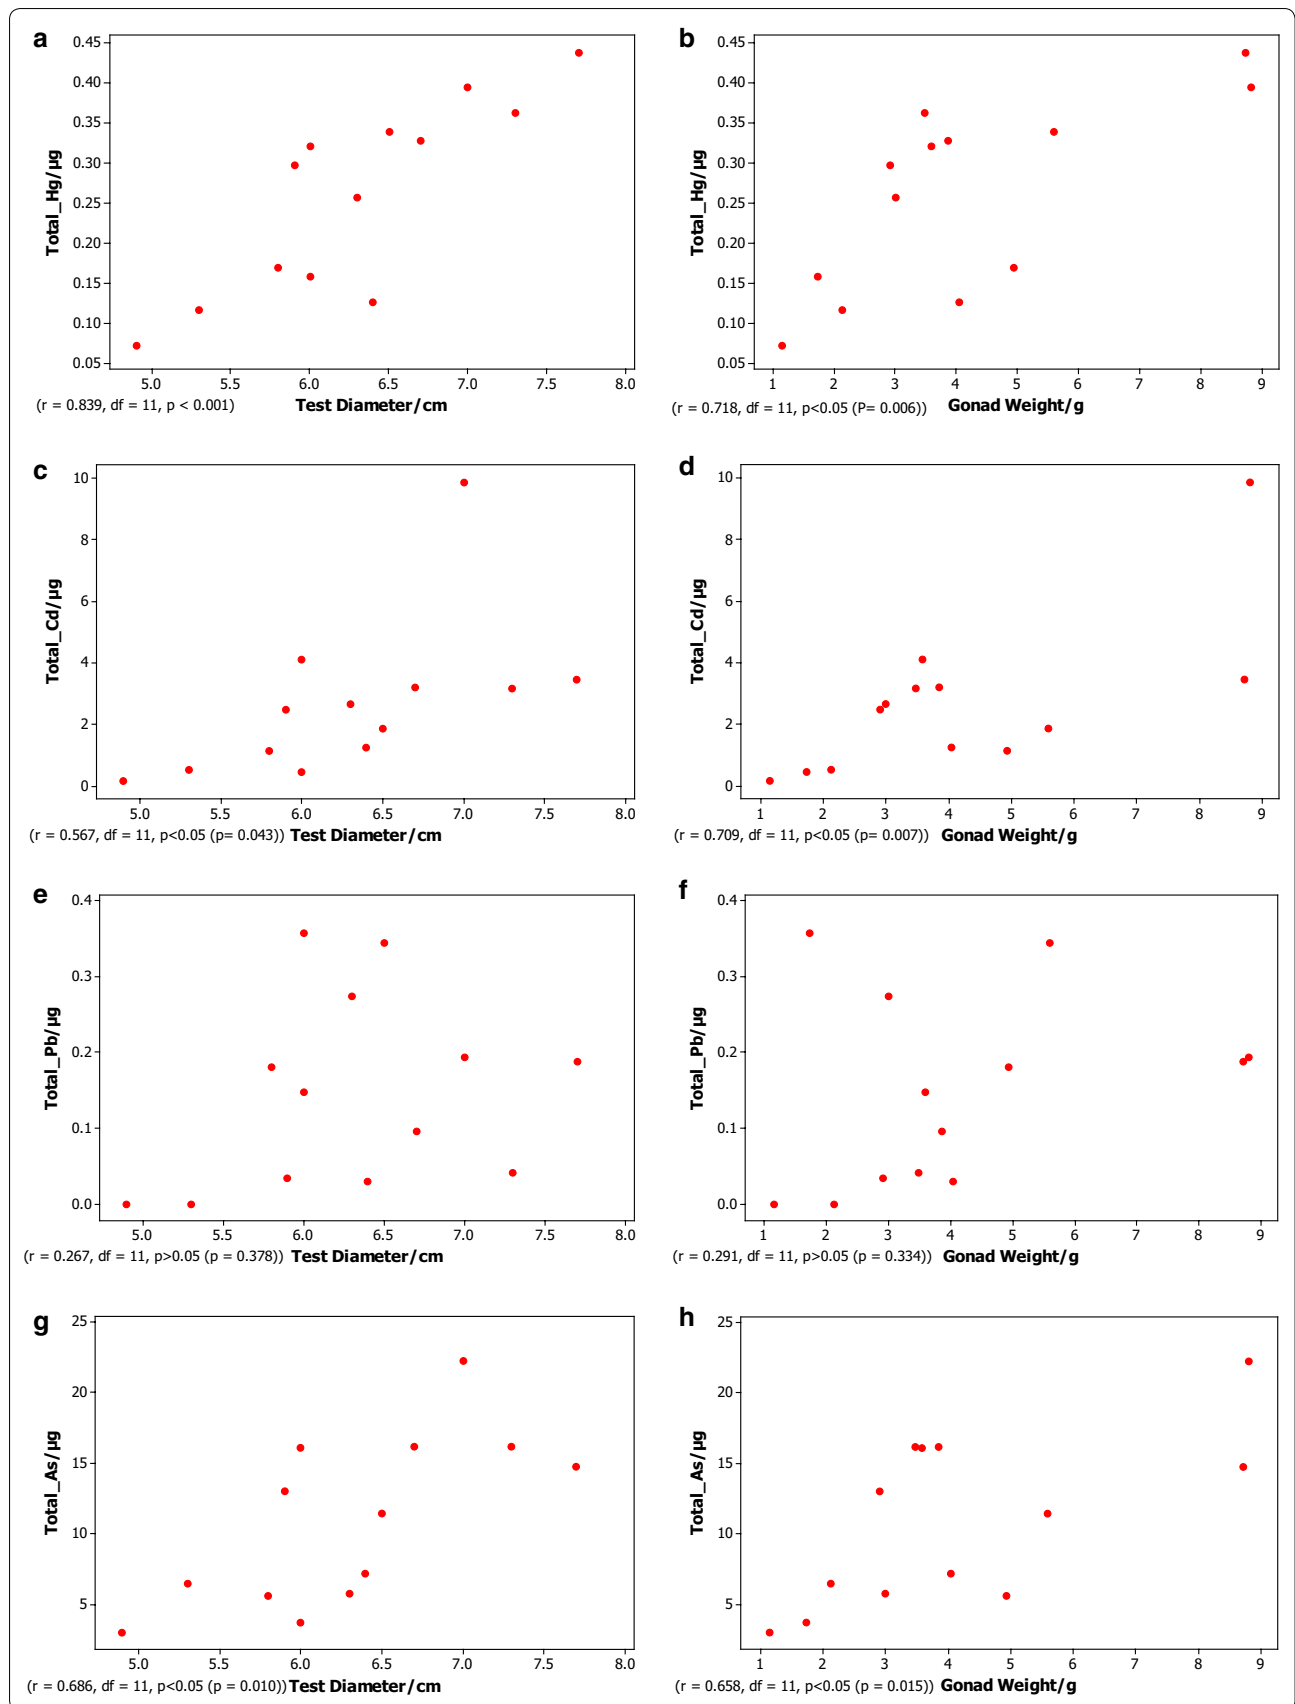 a
0.45
0.40
0.35
0.30
0.25
0.20
0.15
0.10
0.05
Total_Hg/µg
5.0 5.5 6.0 6.5 7.0 7.5 8.0
(r = 0.839, df = 11, p < 0.001) Test Diameter/cm
b
0.45
0.40
0.35
0.30
0.25
0.20
0.15
0.10
0.05
Total_Hg/µg
1 2 3 4 5 6 7 8 9
(r = 0.718, df = 11, p<0.05 (P= 0.006)) Gonad Weight/g
c
10
8
6
4
2
0
Total_Cd/µg
5.0 5.5 6.0 6.5 7.0 7.5 8.0
(r = 0.567, df = 11, p<0.05 (p= 0.043)) Test Diameter/cm
d
10
8
6
4
2
0
Total_Cd/µg
1 2 3 4 5 6 7 8 9
(r = 0.709, df = 11, p<0.05 (p= 0.007)) Gonad Weight/g
e
0.4
0.3
0.2
0.1
0.0
Total_Pb/µg
5.0 5.5 6.0 6.5 7.0 7.5 8.0
(r = 0.267, df = 11, p>0.05 (p = 0.378)) Test Diameter/cm
f
0.4
0.3
0.2
0.1
0.0
Total_Pb/µg
1 2 3 4 5 6 7 8 9
(r = 0.291, df = 11, p>0.05 (p = 0.334)) Gonad Weight/g
g
25
20
15
10
5
Total_As/µg
5.0 5.5 6.0 6.5 7.0 7.5 8.0
(r = 0.686, df = 11, p<0.05 (p = 0.010)) Test Diameter/cm
h
25
20
15
10
5
Total_As/µg
1 2 3 4 5 6 7 8 9
(r = 0.658, df = 11, p<0.05 (p = 0.015)) Gonad Weight/g